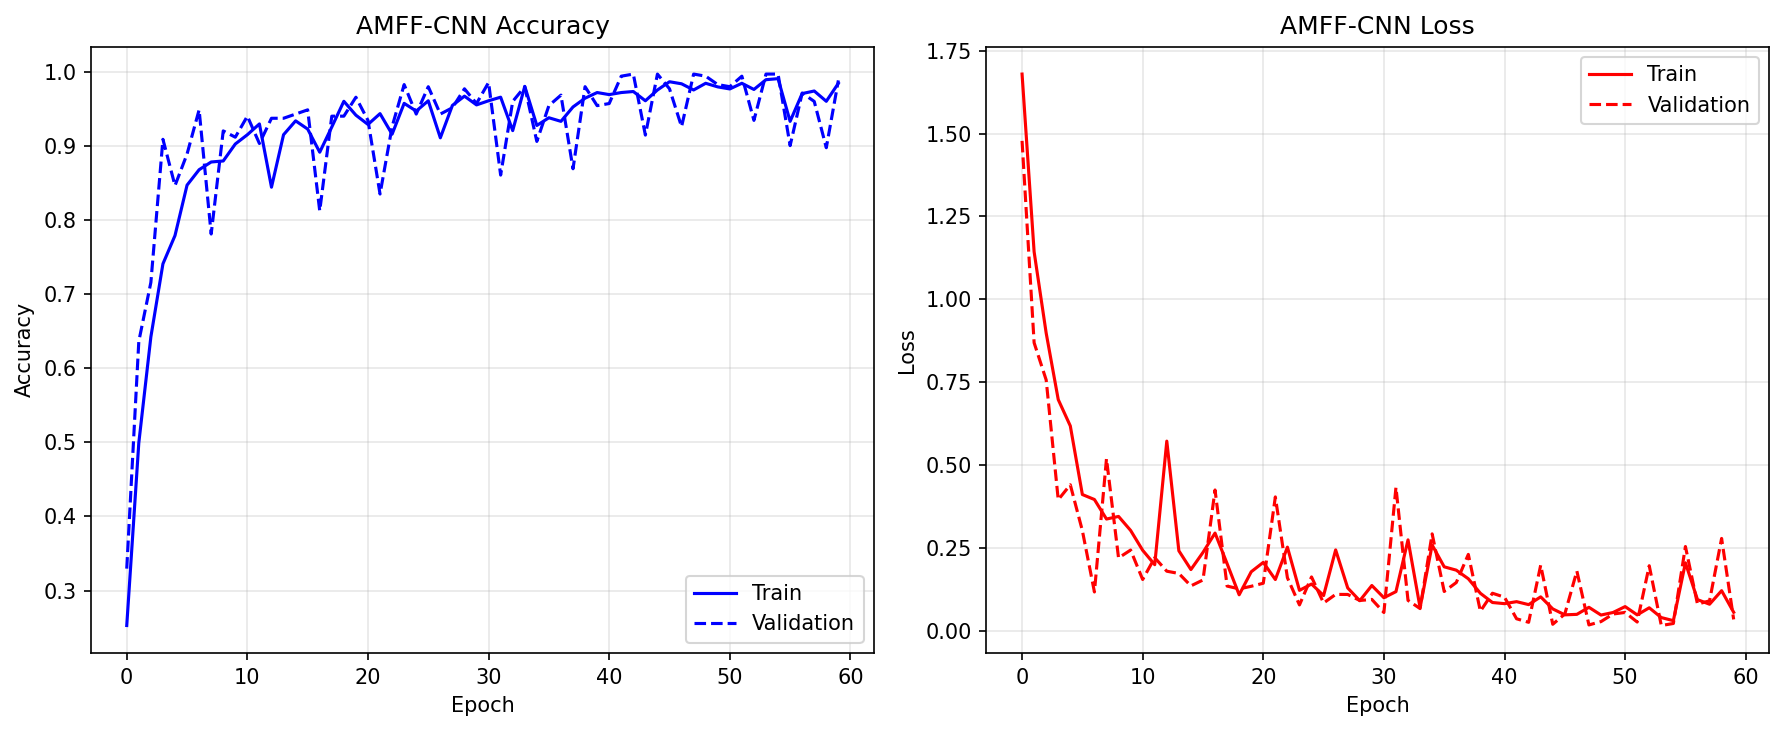 AMFF-CNN Accuracy
Accuracy
1.0
0.9
0.8
0.7
0.6
0.5
0.4
0.3
Train
Validation
0 10 20 30 40 50 60
Epoch
AMFF-CNN Loss
Loss
1.75
1.50
1.25
1.00
0.75
0.50
0.25
0.00
Train
Validation
0 10 20 30 40 50 60
Epoch